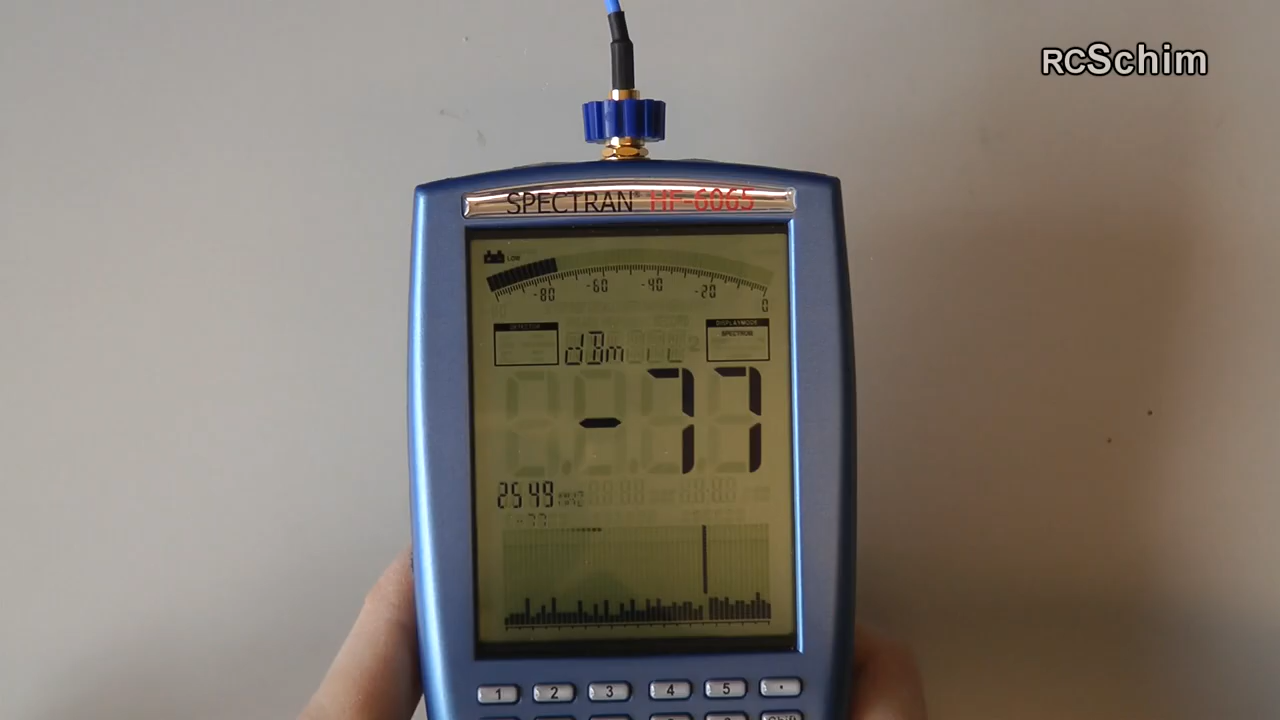 RCSchim
SPECTRAN® HF-6065
LOW
-80 -60 -40 -20 0
DETECTOR
dBm
DISPLAYMODE
SPECTRUM
-77
2549
1 2 3 4 5 .